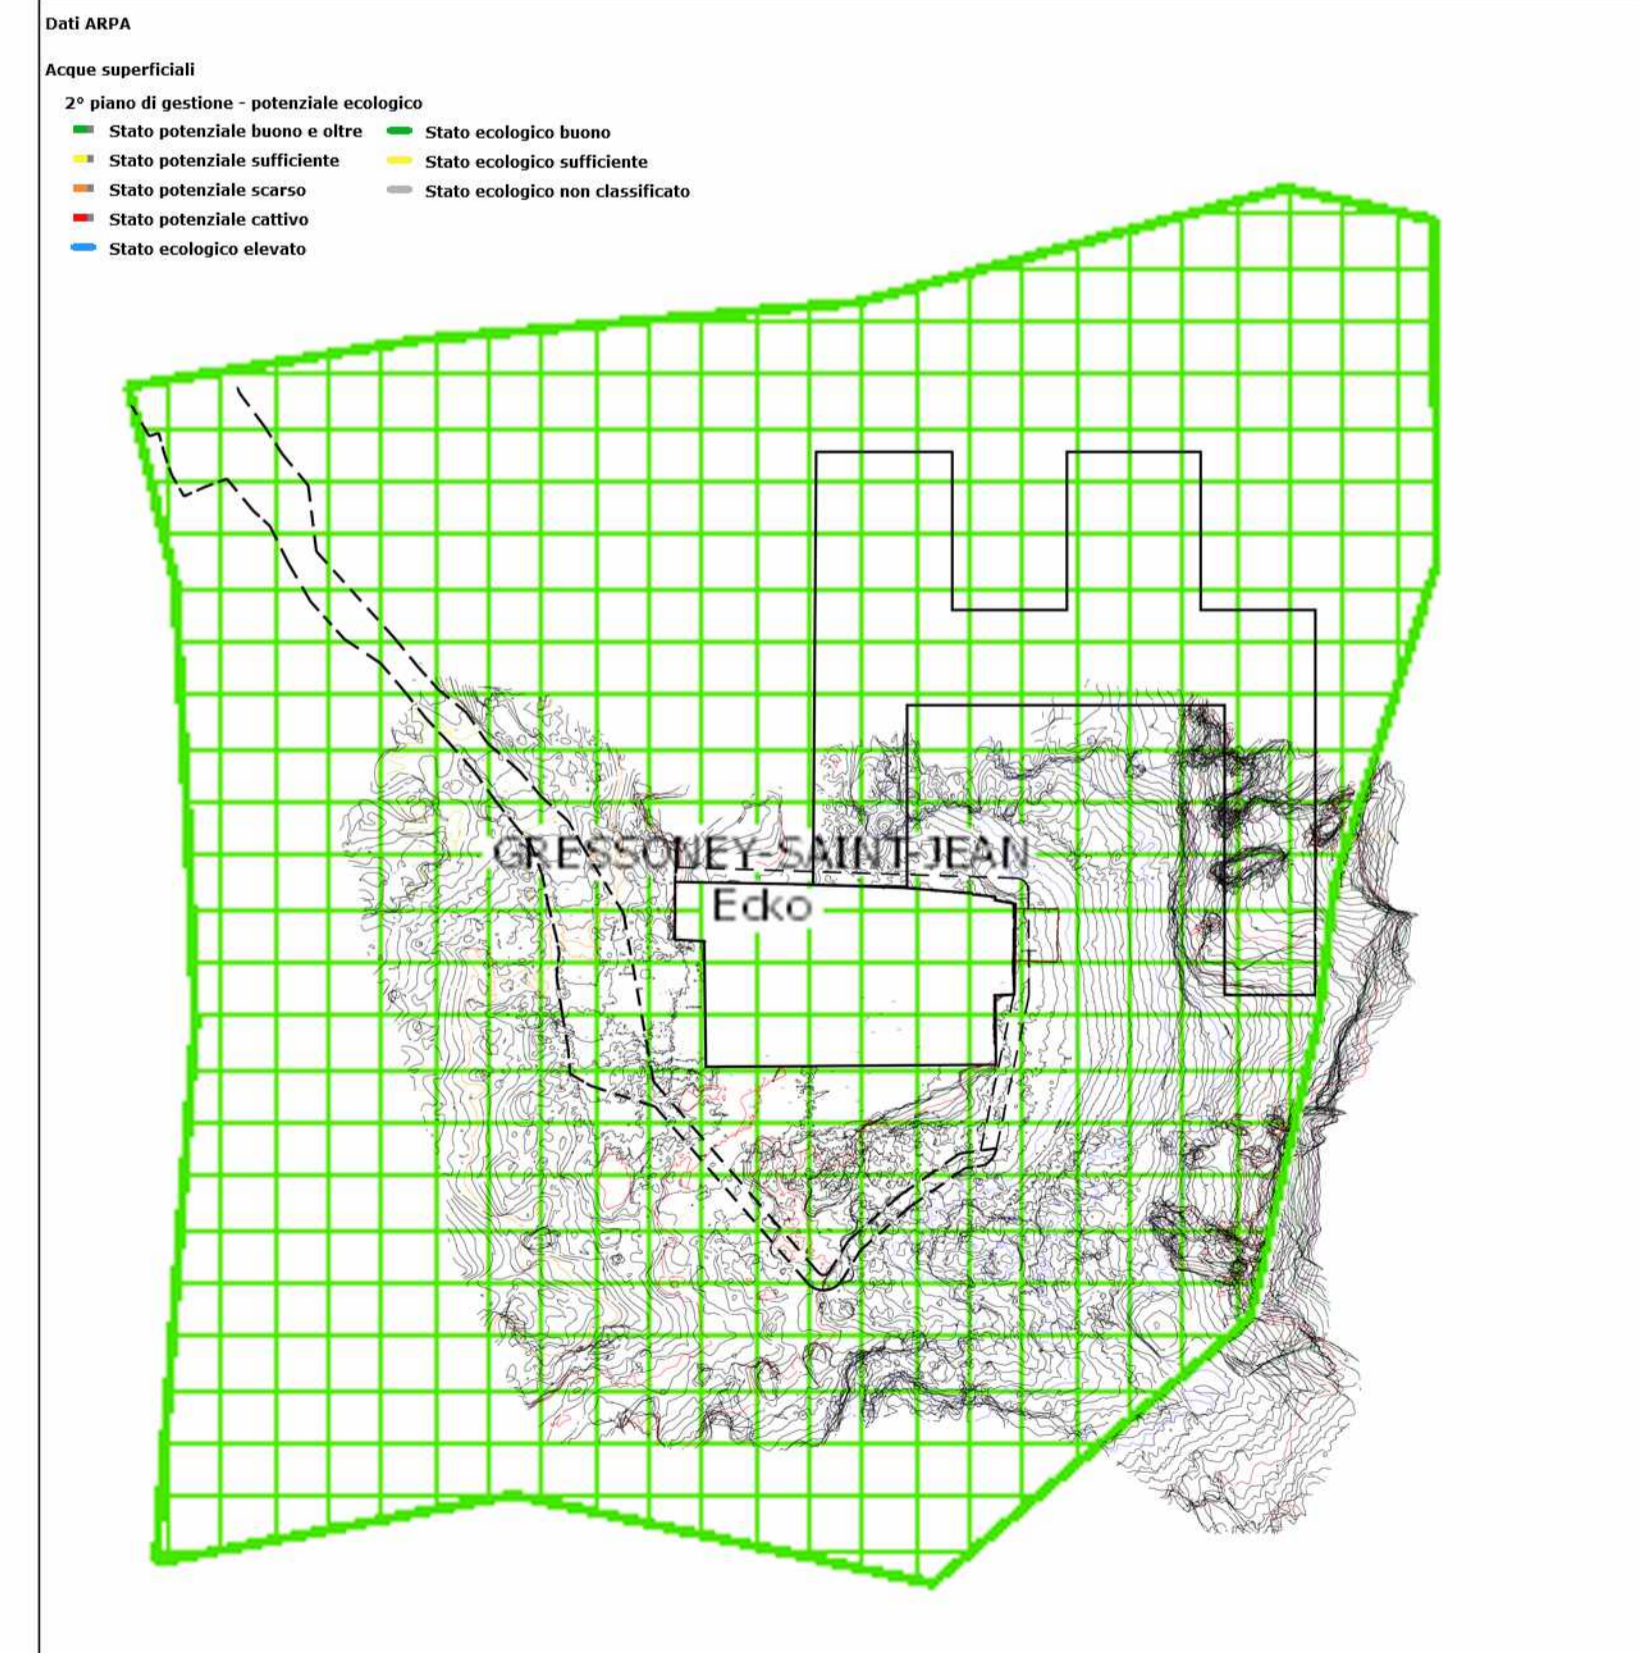 Dati ARPA
Acque superficiali
2° piano di gestione - potenziale ecologico
Stato potenziale buono e oltre
Stato ecologico buono
Stato potenziale sufficiente
Stato ecologico sufficiente
Stato potenziale scarso
Stato ecologico non classificato
Stato potenziale cattivo
Stato ecologico elevato
GRESSONEY-SAINT-JEAN
Ecko